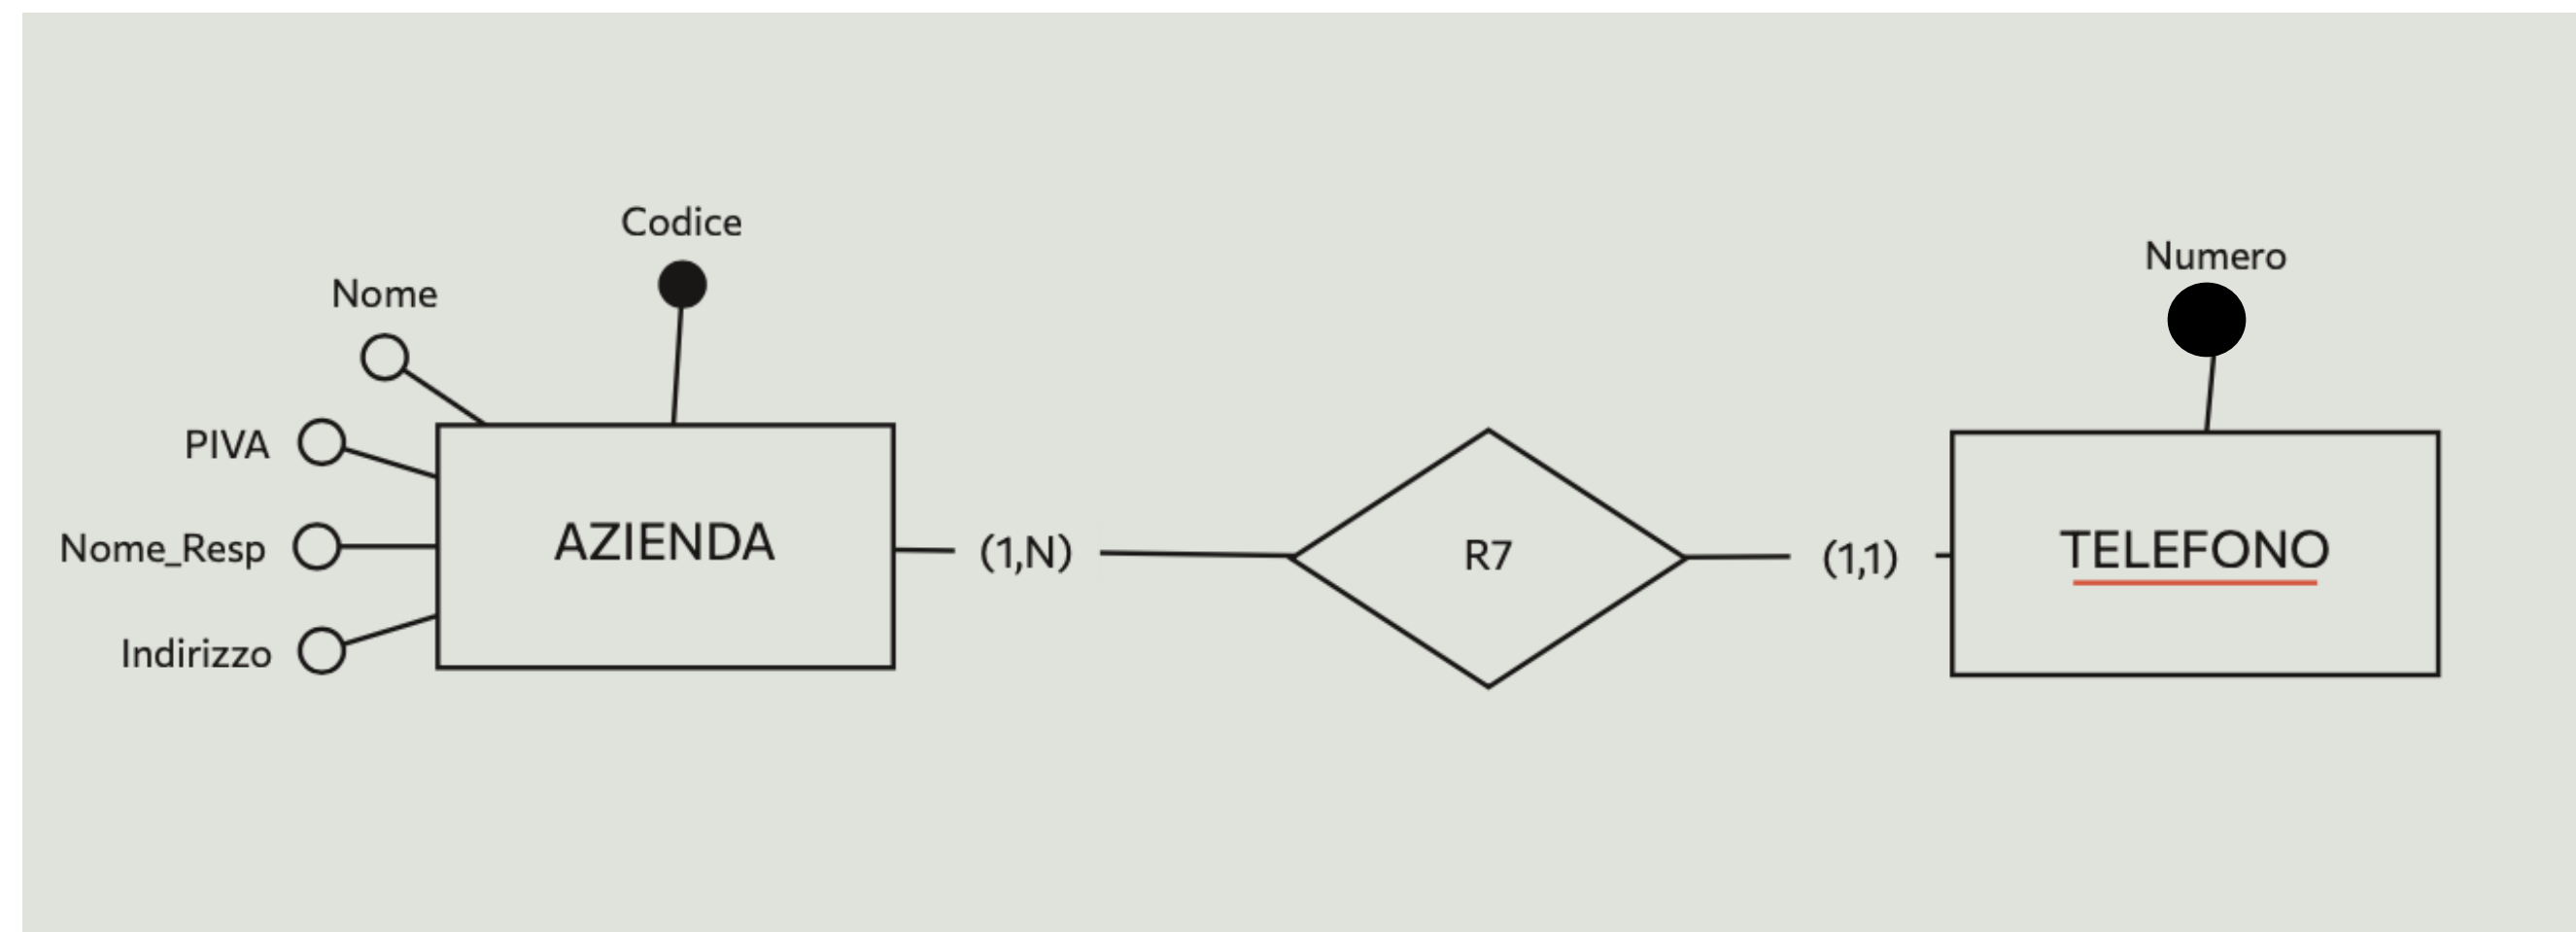 Codice
Nome
Numero
PIVA
Nome_Resp
Indirizzo
AZIENDA
(1,N)
R7
(1,1)
TELEFONO